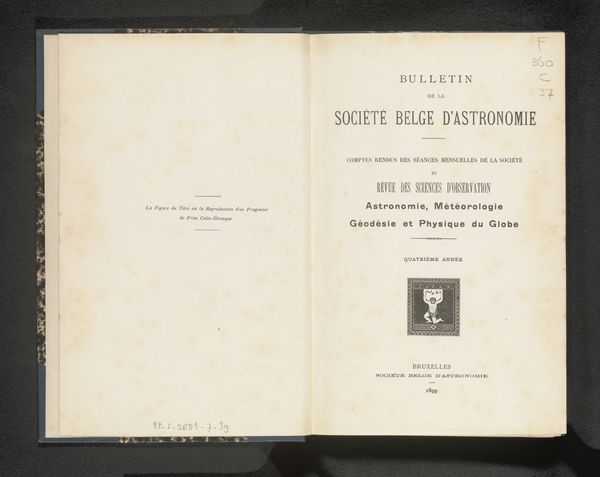 La Figure du Titre est la Reproduction d'un Fragment
de Frise Celto-Étrusque.
RP-F-2001-7-39
F
360
C
37
BULLETIN
DE LA
SOCIÉTÉ BELGE D'ASTRONOMIE
COMPTES RENDUS DES SÉANCES MENSUELLES DE LA SOCIÉTÉ
ET
REVUE DES SCIENCES D'OBSERVATION
Astronomie, Météorologie
Géodésie et Physique du Globe
QUATRIÈME ANNÉE
BRUXELLES
SOCIÉTÉ BELGE D'ASTRONOMIE
1899